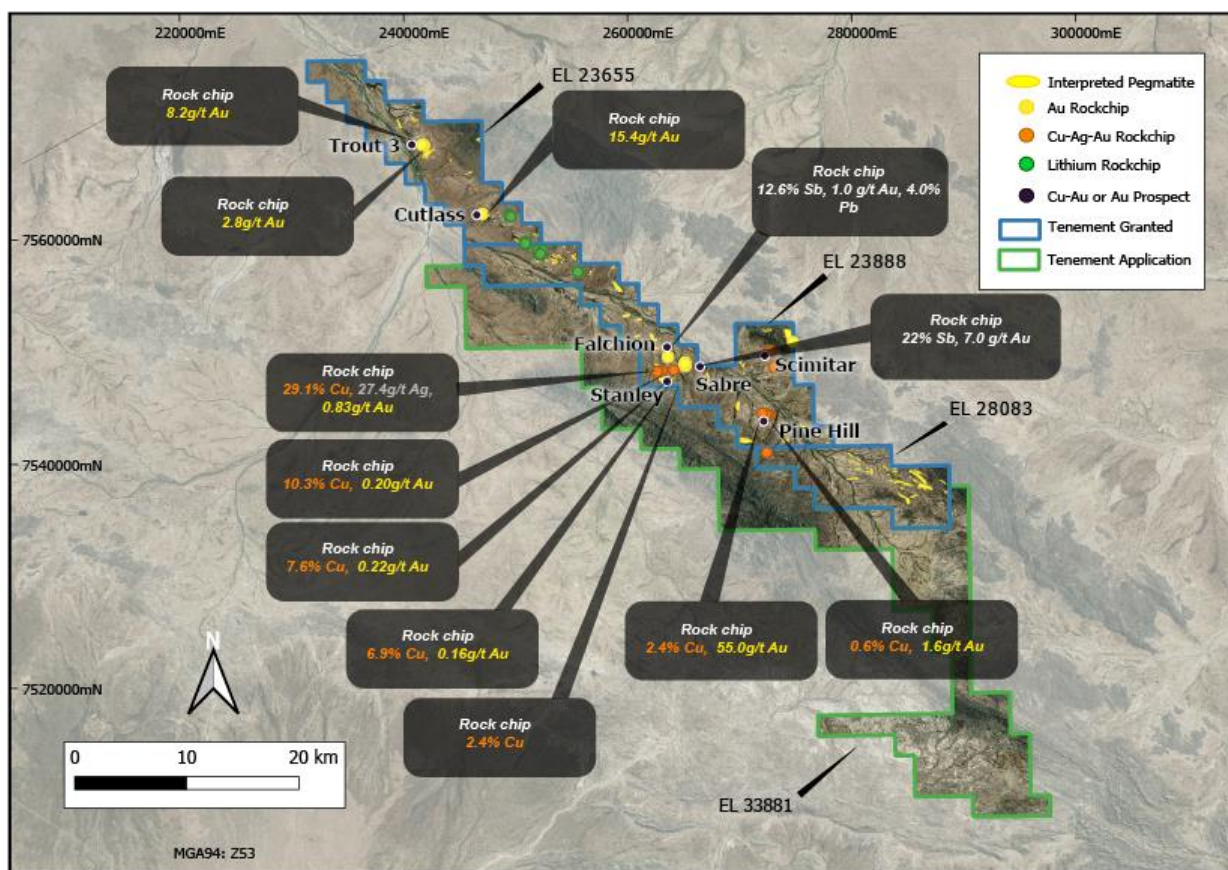 220000mE
240000mE
260000mE
280000mE
300000mE
EL 23655
Rock chip
8.2g/t Au
Rock chip
15.4g/t Au
Trout 3
Rock chip
12.6% Sb, 1.0 g/t Au, 4.0%
Pb
Rock chip
2.8g/t Au
Cutlass
7560000mN
EL 23888
Interpreted Pegmatite
Au Rockchip
Cu-Ag-Au Rockchip
Lithium Rockchip
Cu-Au or Au Prospect
Tenement Granted
Tenement Application
Rock chip
22% Sb, 7.0 g/t Au
Falchion
Scimitar
Sabre
Stanley
Rock chip
29.1% Cu, 27.4g/t Ag,
0.83g/t Au
EL 28083
Pine Hill
Rock chip
10.3% Cu, 0.20g/t Au
7540000mN
Rock chip
7.6% Cu, 0.22g/t Au
Rock chip
6.9% Cu, 0.16g/t Au
Rock chip
2.4% Cu, 55.0g/t Au
Rock chip
0.6% Cu, 1.6g/t Au
N
7520000mN
Rock chip
2.4% Cu
0
10
20 km
EL 33881
MGA94: Z53